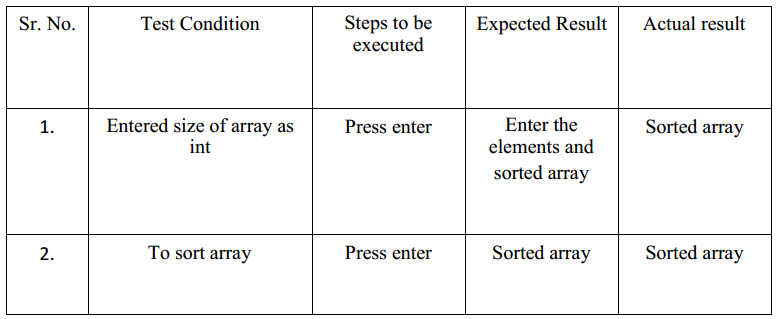 Sr. No.
Test Condition
Steps to be
executed
Expected Result
Actual result
1.
Entered size of array as
int
Press enter
Enter the
elements and
sorted array
Sorted array
2.
To sort array
Press enter
Sorted array
Sorted array